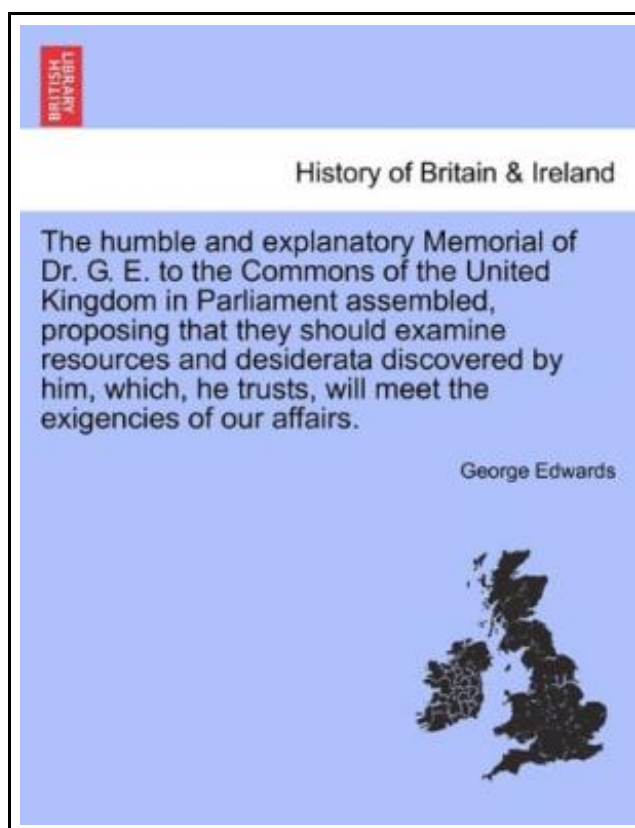 BRITISH
LIBRARY
History of Britain & Ireland
The humble and explanatory Memorial of
Dr. G. E. to the Commons of the United
Kingdom in Parliament assembled,
proposing that they should examine
resources and desiderata discovered by
him, which, he trusts, will meet the
exigencies of our affairs.
George Edwards